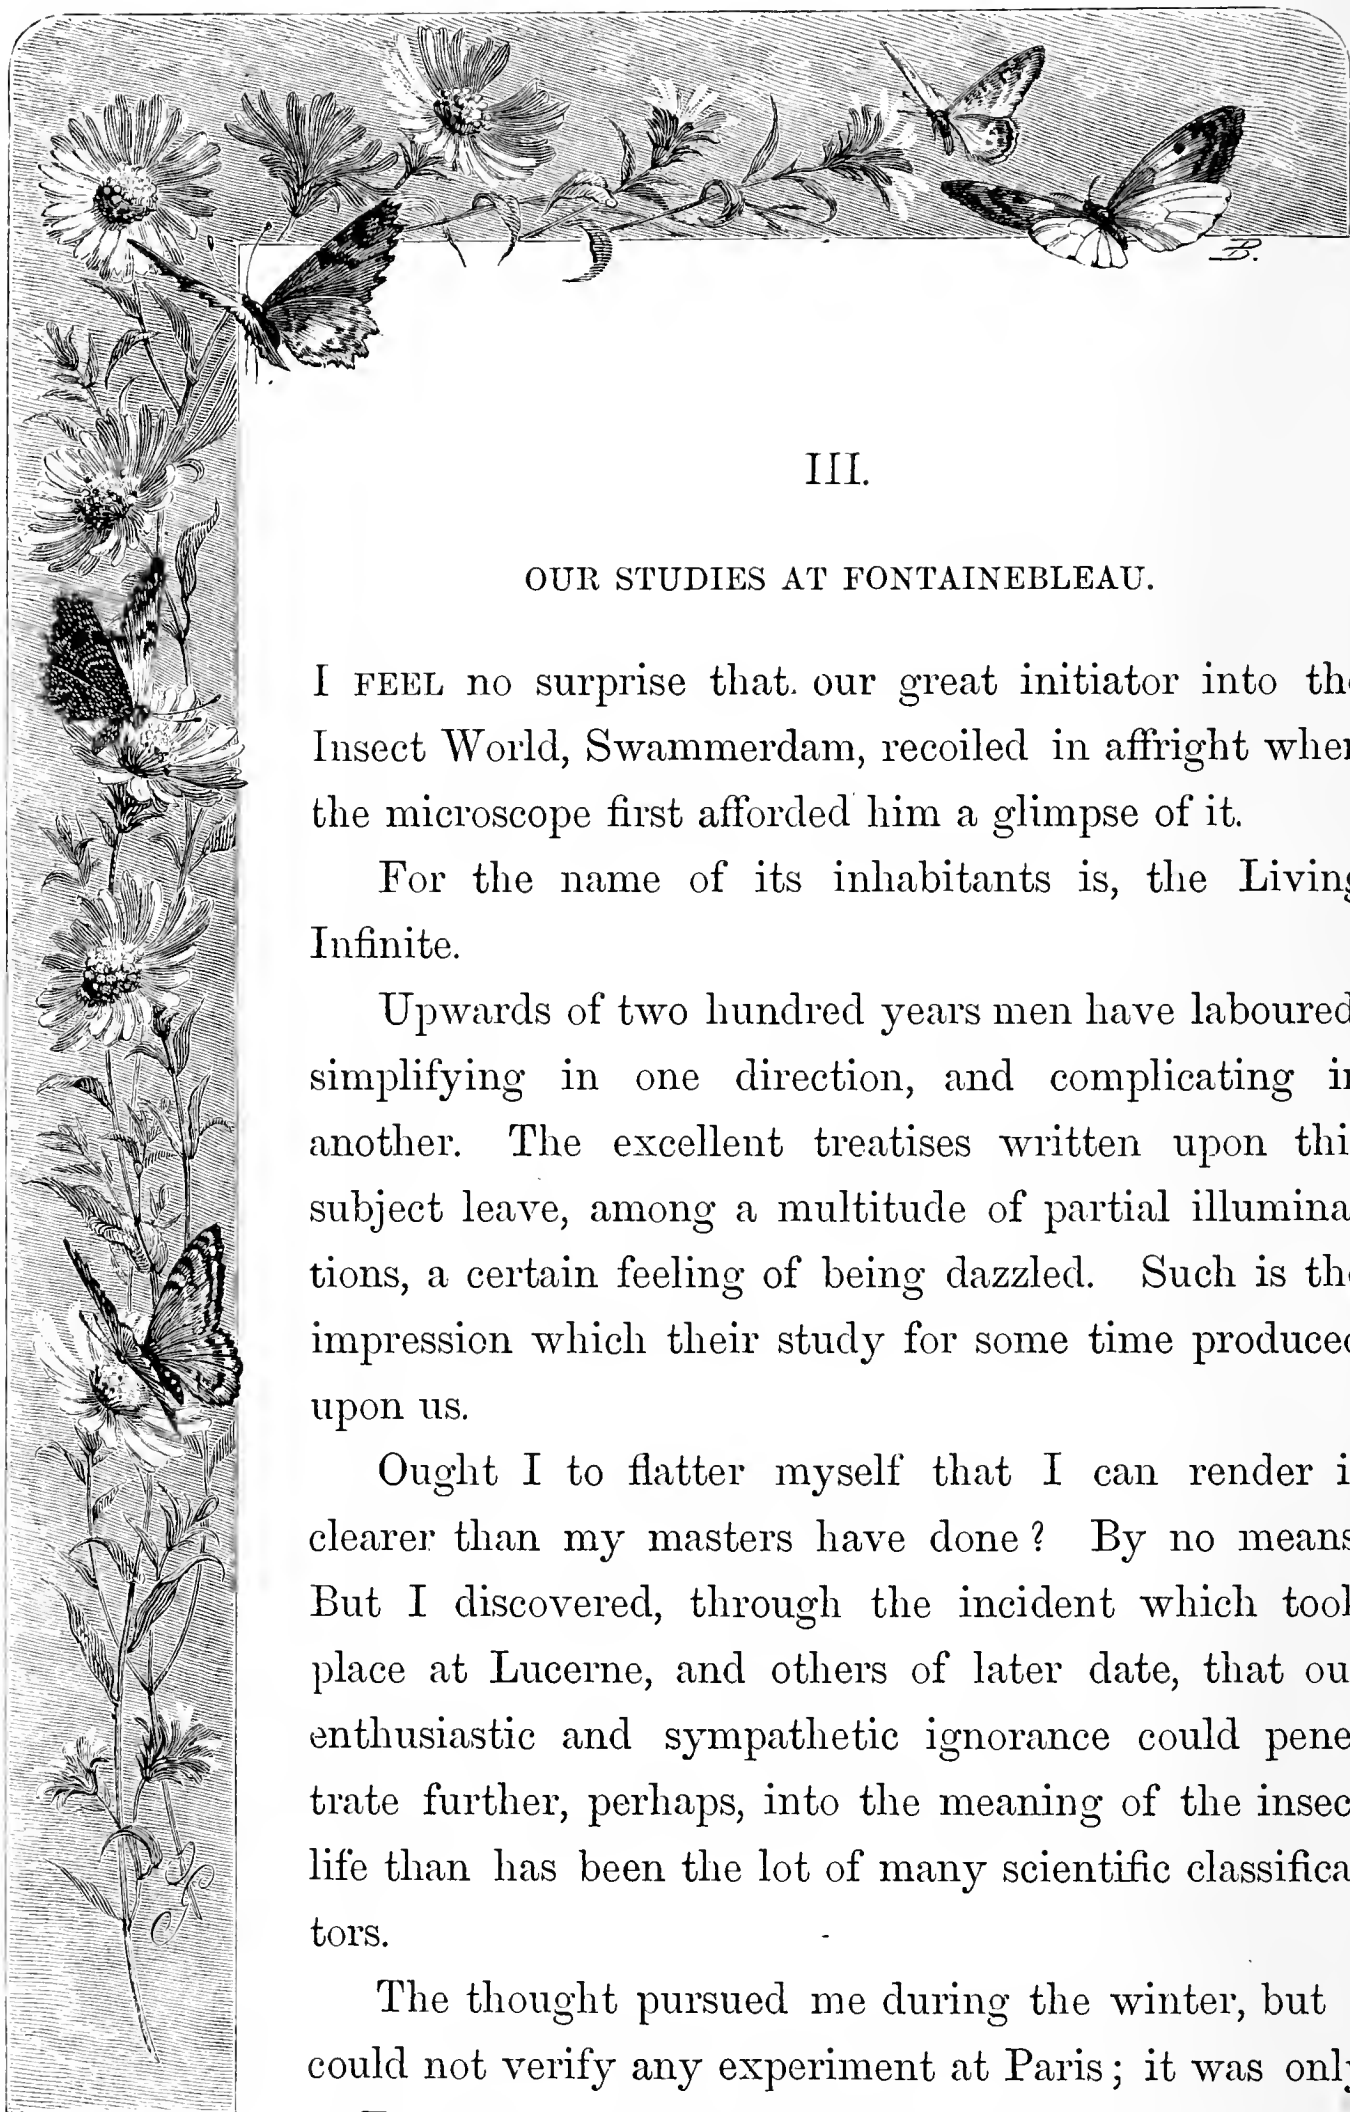 B.
III.
OUR STUDIES AT FONTAINEBLEAU.
I FEEL no surprise that our great initiator into th
Insect World, Swammerdam, recoiled in affright whe
the microscope first afforded him a glimpse of it.
For the name of its inhabitants is, the Living
Infinite.
Upwards of two hundred years men have laboured
simplifying in one direction, and complicating i
another. The excellent treatises written upon thi
subject leave, among a multitude of partial illumina
tions, a certain feeling of being dazzled. Such is th
impression which their study for some time produced
upon us.
Ought I to flatter myself that I can render i
clearer than my masters have done? By no means
But I discovered, through the incident which took
place at Lucerne, and others of later date, that ou
enthusiastic and sympathetic ignorance could pene
trate further, perhaps, into the meaning of the insec
life than has been the lot of many scientific classifica
tors.
The thought pursued me during the winter, but
could not verify any experiment at Paris; it was only